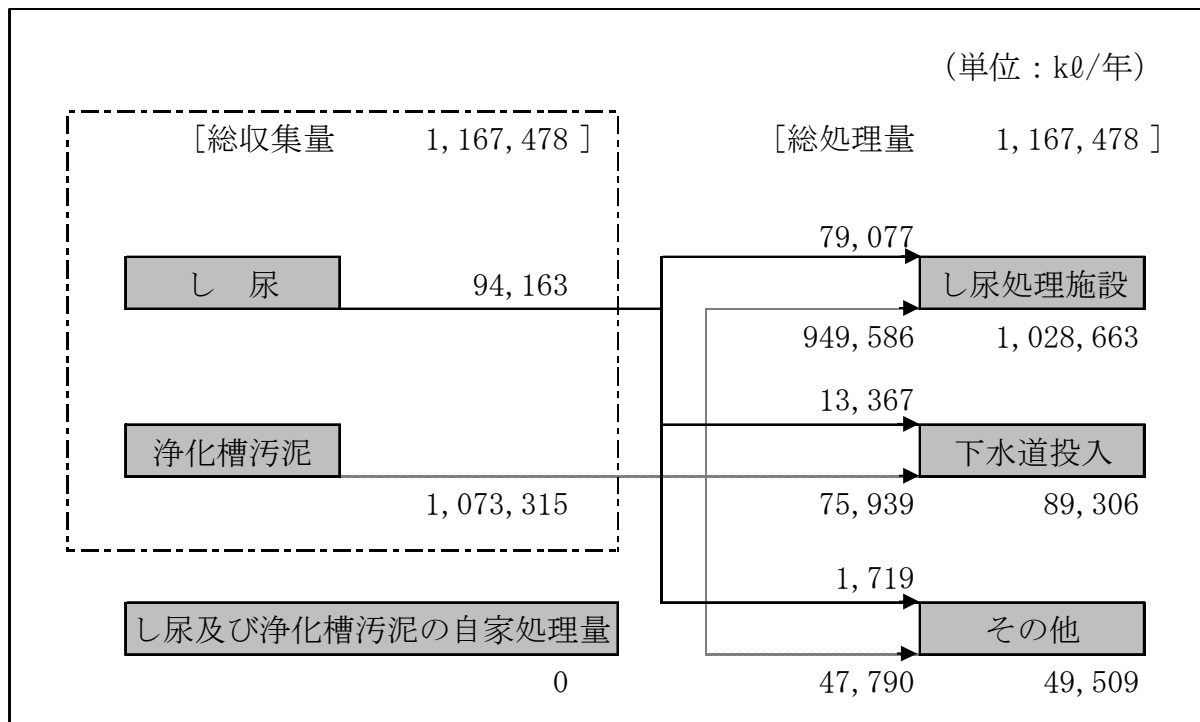 (単位:kℓ/年)
[総収集量 1,167,478 ] [総処理量 1,167,478 ]
79,077
し 尿 94,163 し尿処理施設
949,586 1,028,663
13,367
浄化槽汚泥 下水道投入
1,073,315 75,939 89,306
1,719
し尿及び浄化槽汚泥の自家処理量 その他
0 47,790 49,509